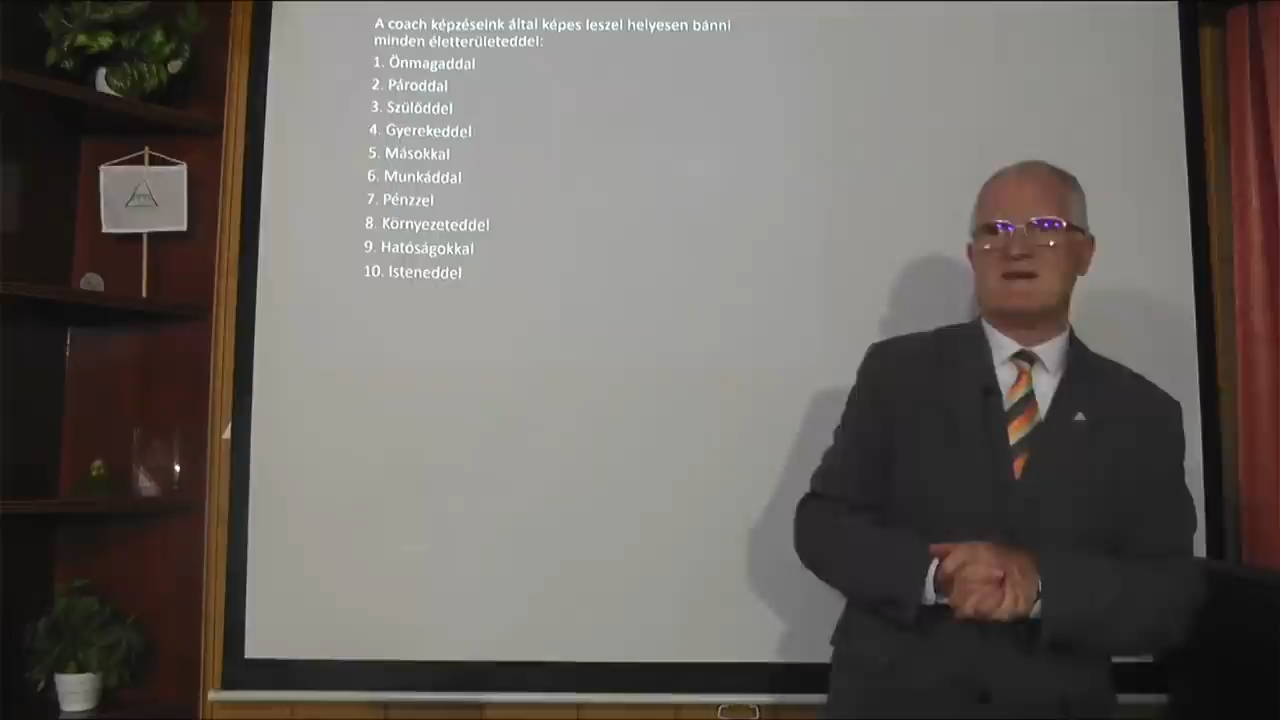 A coach képzéseink által képes leszel helyesen bánni
minden életterületeddel:
1. Önmagaddal
2. Pároddal
3. Szülőddel
4. Gyerekeddel
5. Másokkal
6. Munkáddal
7. Pénzzel
8. Környezeteddel
9. Hatóságokkal
10. Isteneddel